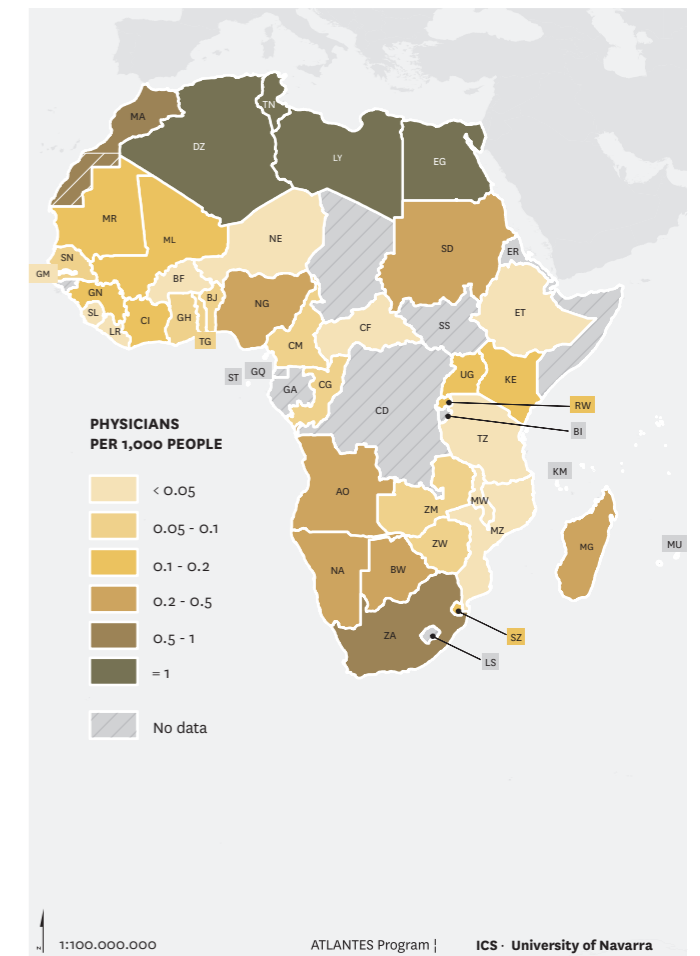 TN
MA
DZ
LY
EG
MR
ML
NE
SD
ER
SN
GM
BF
GN
BJ
NG
SL
CI
GH
LR
TG
CM
CF
SS
ET
ST
GQ
GA
CG
CD
UG
KE
RW
BI
TZ
KM
AO
MW
ZM
MZ
ZW
MG
MU
NA
BW
ZA
SZ
LS
PHYSICIANS
PER 1,000 PEOPLE
< 0.05
0.05 - 0.1
0.1 - 0.2
0.2 - 0.5
0.5 - 1
= 1
No data
N
1:100.000.000
ATLANTES Program ¦ ICS · University of Navarra